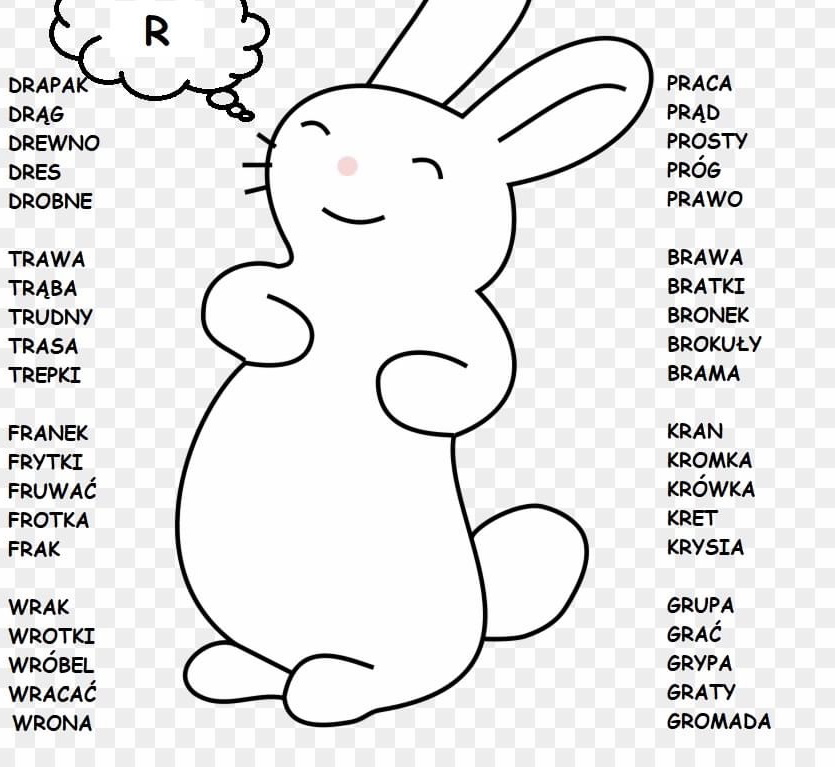 R
DRAPAK
DRĄG
DREWNO
DRES
DROBNE
TRAWA
TRĄBA
TRUDNY
TRASA
TREPKI
FRANEK
FRYTKI
FRUWAĆ
FROTKA
FRAK
WRAK
WROTKI
WRÓBEL
WRACAĆ
WRONA
PRACA
PRĄD
PROSTY
PRÓG
PRAWO
BRAWA
BRATKI
BRONEK
BROKUŁY
BRAMA
KRAN
KROMKA
KRÓWKA
KRET
KRYSIA
GRUPA
GRAĆ
GRYPA
GRATY
GROMADA